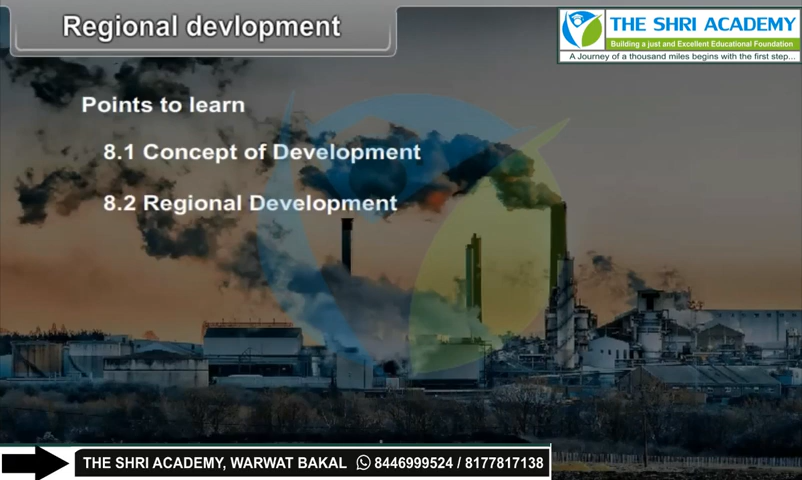 Regional devlopment
THE SHRI ACADEMY
Building a just and Excellent Educational Foundation
A Journey of a thousand miles begins with the first step...
Points to learn
8.1 Concept of Development
8.2 Regional Development
THE SHRI ACADEMY, WARWAT BAKAL 8446999524 / 8177817138